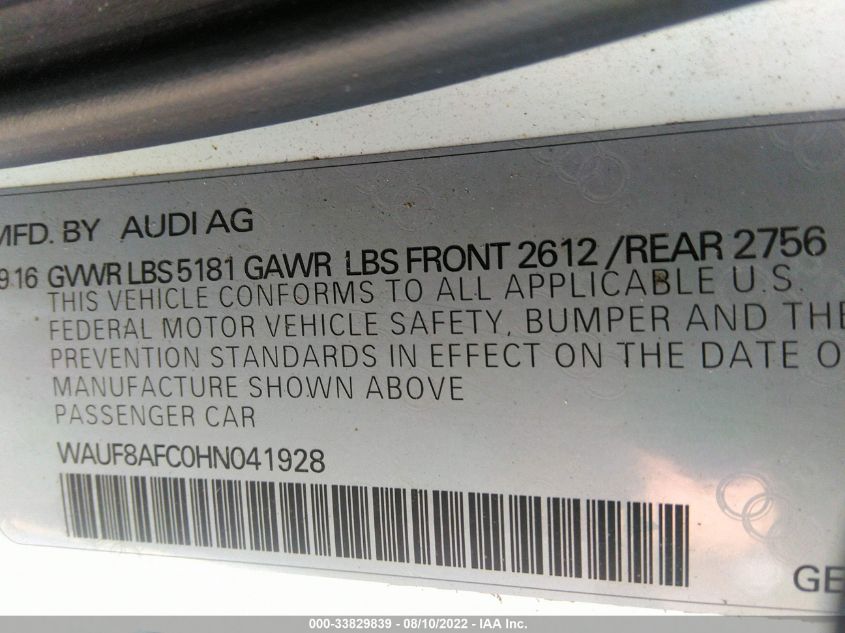 MFD. BY AUDI AG
916 GVWR LBS 5181 GAWR LBS FRONT 2612 /REAR 2756
THIS VEHICLE CONFORMS TO ALL APPLICABLE U.S.
FEDERAL MOTOR VEHICLE SAFETY, BUMPER AND THE
PREVENTION STANDARDS IN EFFECT ON THE DATE O
MANUFACTURE SHOWN ABOVE
PASSENGER CAR
WAUF8AFC0HN041928
GE
000-33829839 - 08/10/2022 - IAA Inc.